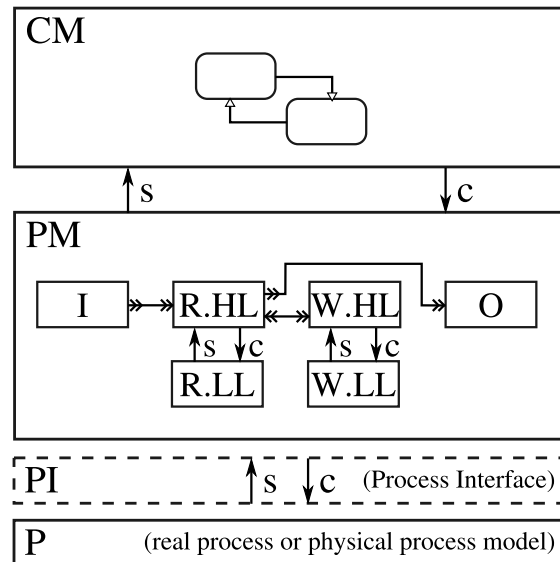 CM
s
c
PM
I
R.HL
W.HL
O
s
c
s
c
R.LL
W.LL
PI
s
c
(Process Interface)
P
(real process or physical process model)